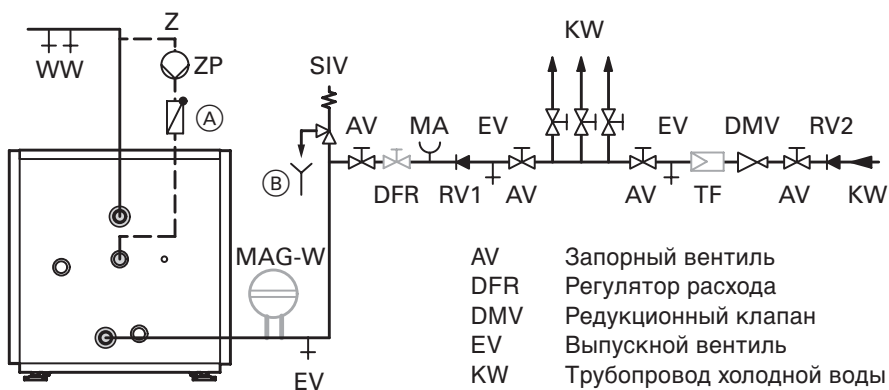 Z
KW
WW
ZP
SIV
A
AV MA EV EV DMV RV2
B
DFR RV1 AV AV TF AV KW
MAG-W
EV
AV Запорный вентиль
DFR Регулятор расхода
DMV Редукционный клапан
EV Выпускной вентиль
KW Трубопровод холодной воды